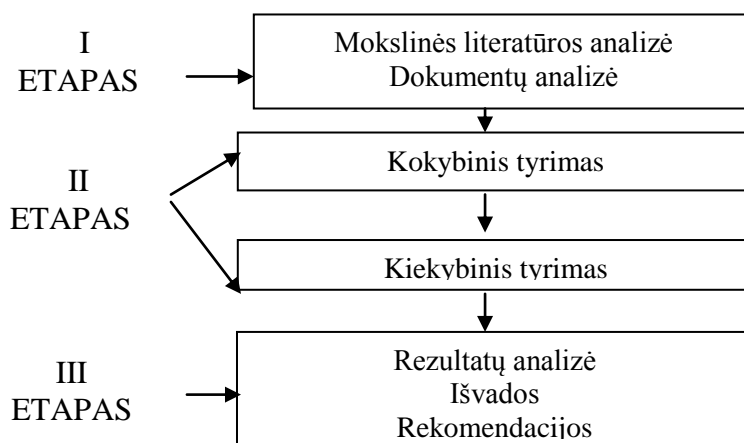 I
ETAPAS
Mokslinės literatūros analizė
Dokumentų analizė
II
ETAPAS
Kokybinis tyrimas
Kiekybinis tyrimas
III
ETAPAS
Rezultatų analizė
Išvados
Rekomendacijos